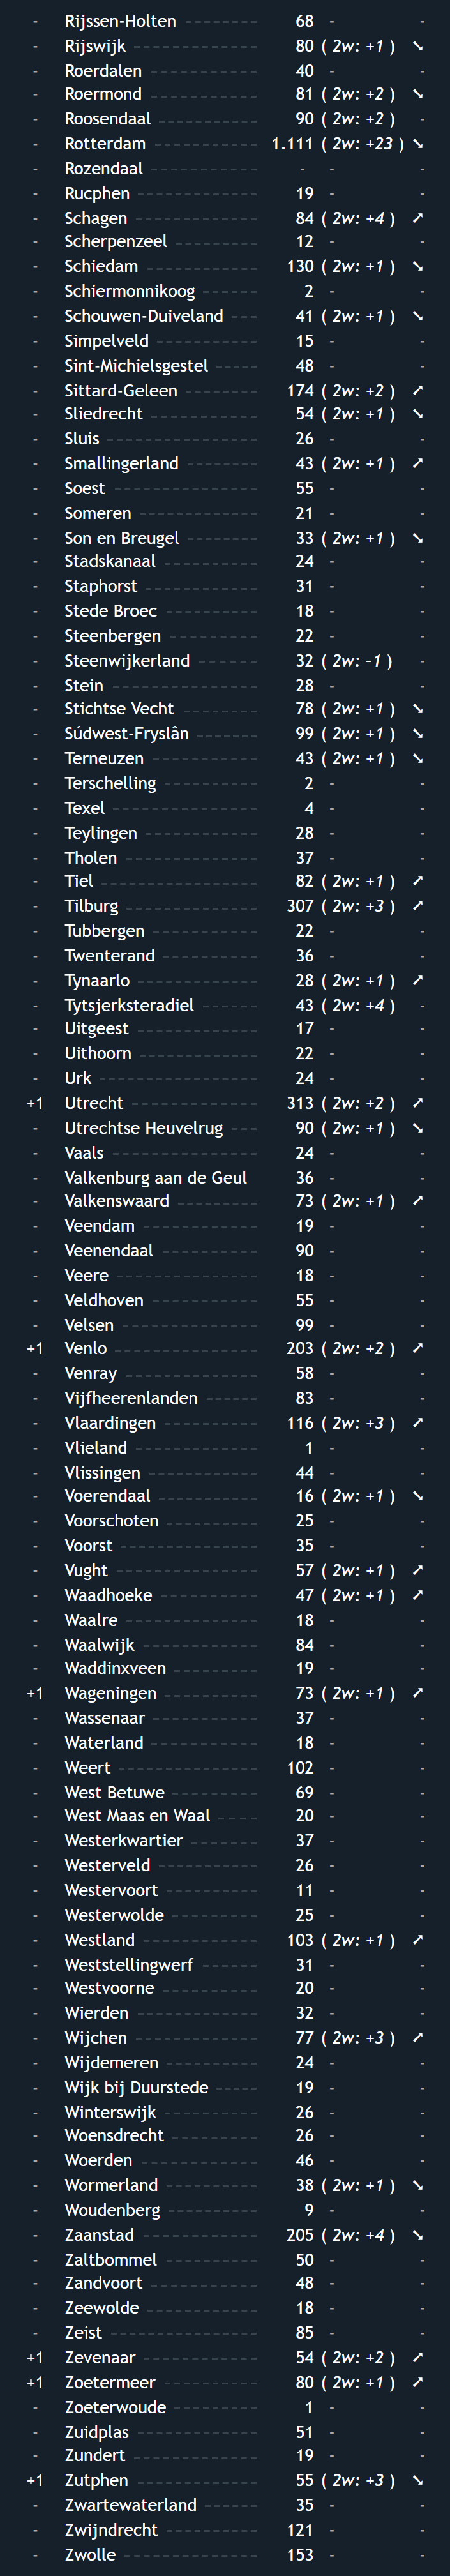 - Rijssen-Holten 68 - -
- Rijswijk 80 ( 2w: +1 ) ➘
- Roerdalen 40 - -
- Roermond 81 ( 2w: +2 ) ➘
- Roosendaal 90 ( 2w: +2 ) -
- Rotterdam 1.111 ( 2w: +23 ) ➘
- Rozendaal - - -
- Rucphen 19 - -
- Schagen 84 ( 2w: +4 ) ➚
- Scherpenzeel 12 - -
- Schiedam 130 ( 2w: +1 ) ➘
- Schiermonnikoog 2 - -
- Schouwen-Duiveland 41 ( 2w: +1 ) ➘
- Simpelveld 15 - -
- Sint-Michielsgestel 48 - -
- Sittard-Geleen 174 ( 2w: +2 ) ➚
- Sliedrecht 54 ( 2w: +1 ) ➘
- Sluis 26 - -
- Smallingerland 43 ( 2w: +1 ) ➚
- Soest 55 - -
- Someren 21 - -
- Son en Breugel 33 ( 2w: +1 ) ➘
- Stadskanaal 24 - -
- Staphorst 31 - -
- Stede Broec 18 - -
- Steenbergen 22 - -
- Steenwijkerland 32 ( 2w: -1 ) -
- Stein 28 - -
- Stichtse Vecht 78 ( 2w: +1 ) ➘
- Súdwest-Fryslân 99 ( 2w: +1 ) ➘
- Terneuzen 43 ( 2w: +1 ) ➘
- Terschelling 2 - -
- Texel 4 - -
- Teylingen 28 - -
- Tholen 37 - -
- Tiel 82 ( 2w: +1 ) ➚
- Tilburg 307 ( 2w: +3 ) ➚
- Tubbergen 22 - -
- Twenterand 36 - -
- Tynaarlo 28 ( 2w: +1 ) ➚
- Tytsjerksteradiel 43 ( 2w: +4 ) -
- Uitgeest 17 - -
- Uithoorn 22 - -
- Urk 24 - -
+1 Utrecht 313 ( 2w: +2 ) ➚
- Utrechtse Heuvelrug 90 ( 2w: +1 ) ➘
- Vaals 24 - -
- Valkenburg aan de Geul 36 - -
- Valkenswaard 73 ( 2w: +1 ) ➚
- Veendam 19 - -
- Veenendaal 90 - -
- Veere 18 - -
- Veldhoven 55 - -
- Velsen 99 - -
+1 Venlo 203 ( 2w: +2 ) ➚
- Venray 58 - -
- Vijfheerenlanden 83 - -
- Vlaardingen 116 ( 2w: +3 ) ➚
- Vlieland 1 - -
- Vlissingen 44 - -
- Voerendaal 16 ( 2w: +1 ) ➘
- Voorschoten 25 - -
- Voorst 35 - -
- Vught 57 ( 2w: +1 ) ➚
- Waadhoeke 47 ( 2w: +1 ) ➚
- Waalre 18 - -
- Waalwijk 84 - -
- Waddinxveen 19 - -
+1 Wageningen 73 ( 2w: +1 ) ➚
- Wassenaar 37 - -
- Waterland 18 - -
- Weert 102 - -
- West Betuwe 69 - -
- West Maas en Waal 20 - -
- Westerkwartier 37 - -
- Westerveld 26 - -
- Westervoort 11 - -
- Westerwolde 25 - -
- Westland 103 ( 2w: +1 ) ➚
- Weststellingwerf 31 - -
- Westvoorne 20 - -
- Wierden 32 - -
- Wijchen 77 ( 2w: +3 ) ➚
- Wijdemeren 24 - -
- Wijk bij Duurstede 19 - -
- Winterswijk 26 - -
- Woensdrecht 26 - -
- Woerden 46 - -
- Wormerland 38 ( 2w: +1 ) ➘
- Woudenberg 9 - -
- Zaanstad 205 ( 2w: +4 ) ➘
- Zaltbommel 50 - -
- Zandvoort 48 - -
- Zeewolde 18 - -
- Zeist 85 - -
+1 Zevenaar 54 ( 2w: +2 ) ➚
+1 Zoetermeer 80 ( 2w: +1 ) ➚
- Zoeterwoude 1 - -
- Zuidplas 51 - -
- Zundert 19 - -
+1 Zutphen 55 ( 2w: +3 ) ➘
- Zwartewaterland 35 - -
- Zwijndrecht 121 - -
- Zwolle 153 - -